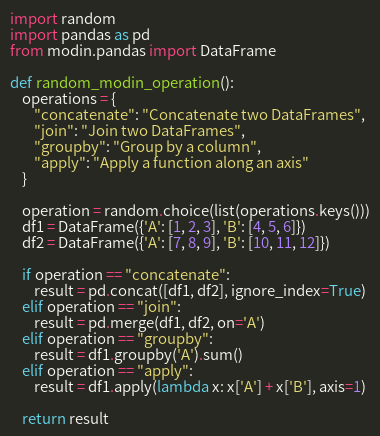 import random
import pandas as pd
from modin.pandas import DataFrame

def random_modin_operation():
    operations = {
        "concatenate": "Concatenate two DataFrames",
        "join": "Join two DataFrames",
        "groupby": "Group by a column",
        "apply": "Apply a function along an axis"
    }

    operation = random.choice(list(operations.keys()))
    df1 = DataFrame({'A': [1, 2, 3], 'B': [4, 5, 6]})
    df2 = DataFrame({'A': [7, 8, 9], 'B': [10, 11, 12]})

    if operation == "concatenate":
        result = pd.concat([df1, df2], ignore_index=True)
    elif operation == "join":
        result = pd.merge(df1, df2, on='A')
    elif operation == "groupby":
        result = df1.groupby('A').sum()
    elif operation == "apply":
        result = df1.apply(lambda x: x['A'] + x['B'], axis=1)

    return result